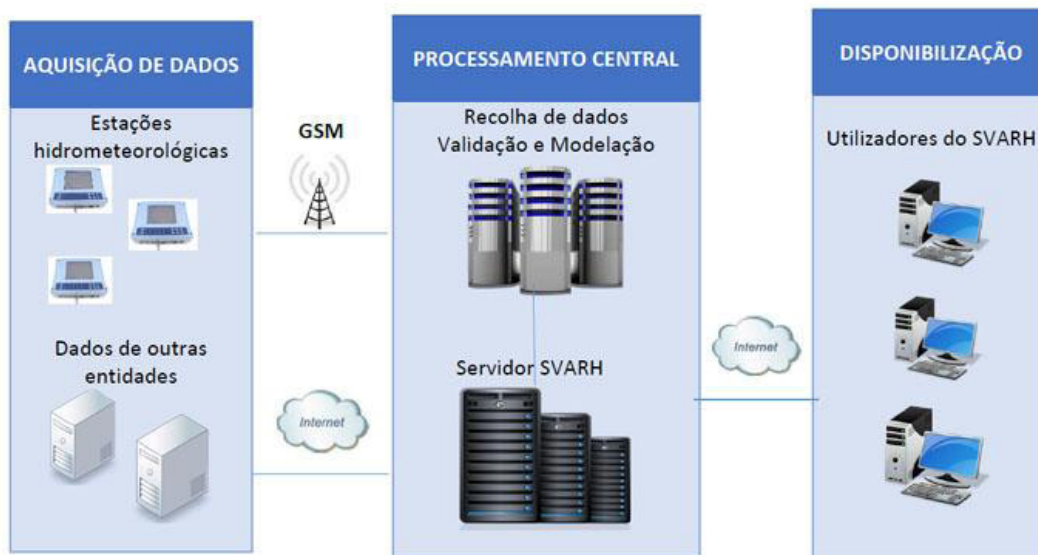 AQUISIÇÃO DE DADOS
Estações
hidrometeorológicas
Dados de outras
entidades
GSM
Internet
PROCESSAMENTO CENTRAL
Recolha de dados
Validação e Modelação
Servidor SVARH
Internet
DISPONIBILIZAÇÃO
Utilizadores do SVARH